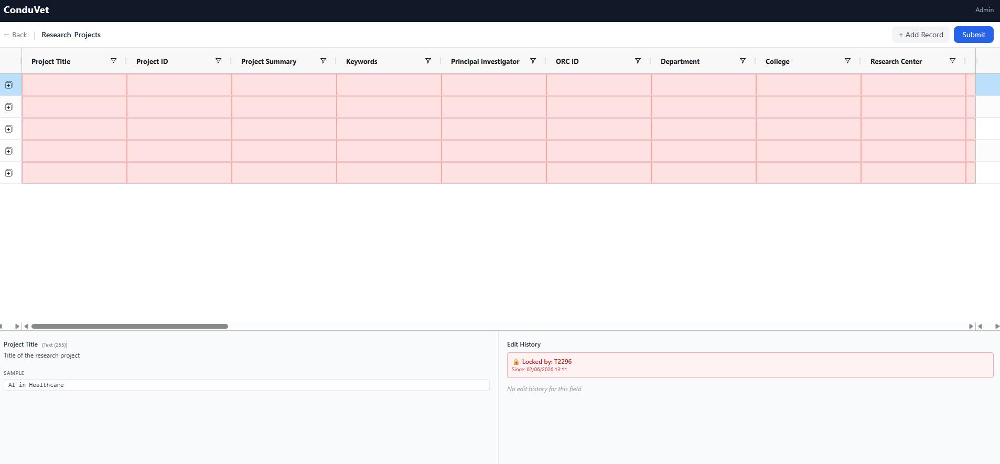 ConduVet
Admin
← Back | Research_Projects
+ Add Record
Submit
Project Title
Project ID
Project Summary
Keywords
Principal Investigator
ORC ID
Department
College
Research Center
Project Title (Text (255))
Title of the research project
SAMPLE
AI in Healthcare
Edit History
🔒 Locked by: T2296
Since: 02/06/2026 13:11
No edit history for this field